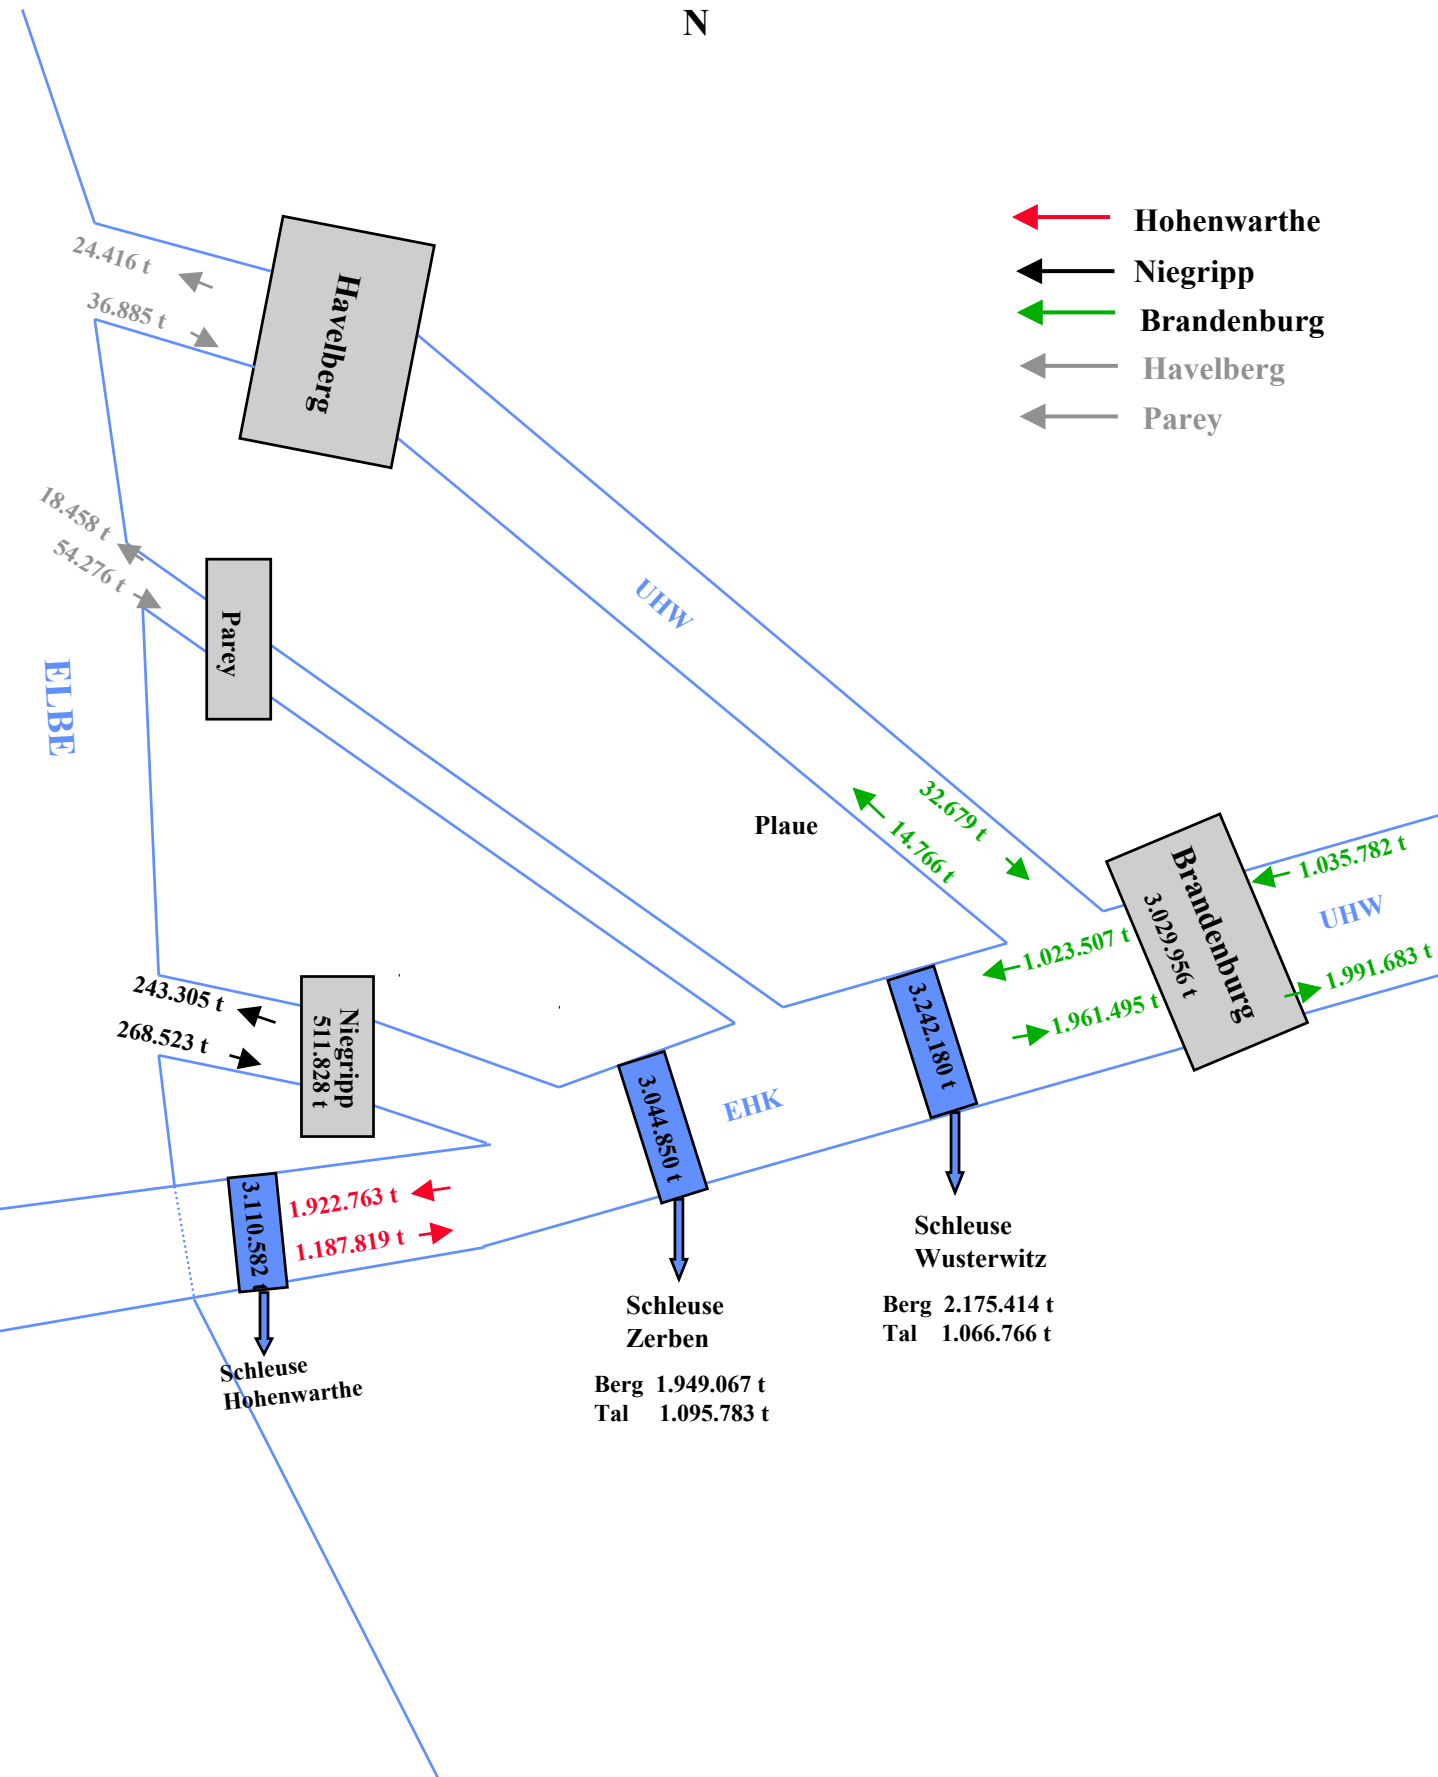 N
Hohenwarthe
Niegripp
Brandenburg
Havelberg
Parey
24.416 t
36.885 t
Havelberg
18.458 t
54.276 t
Parey
UHW
ELBE
Plaue
32.679 t
14.766 t
Brandenburg
3.029.956 t
1.035.782 t
UHW
1.991.683 t
1.023.507 t
1.961.495 t
243.305 t
268.523 t
Niegripp
511.828 t
3.242.180 t
3.044.850 t
EHK
3.110.582 t
1.922.763 t
1.187.819 t
Schleuse
Wusterwitz
Berg 2.175.414 t
Tal 1.066.766 t
Schleuse
Zerben
Berg 1.949.067 t
Tal 1.095.783 t
Schleuse
Hohenwarthe